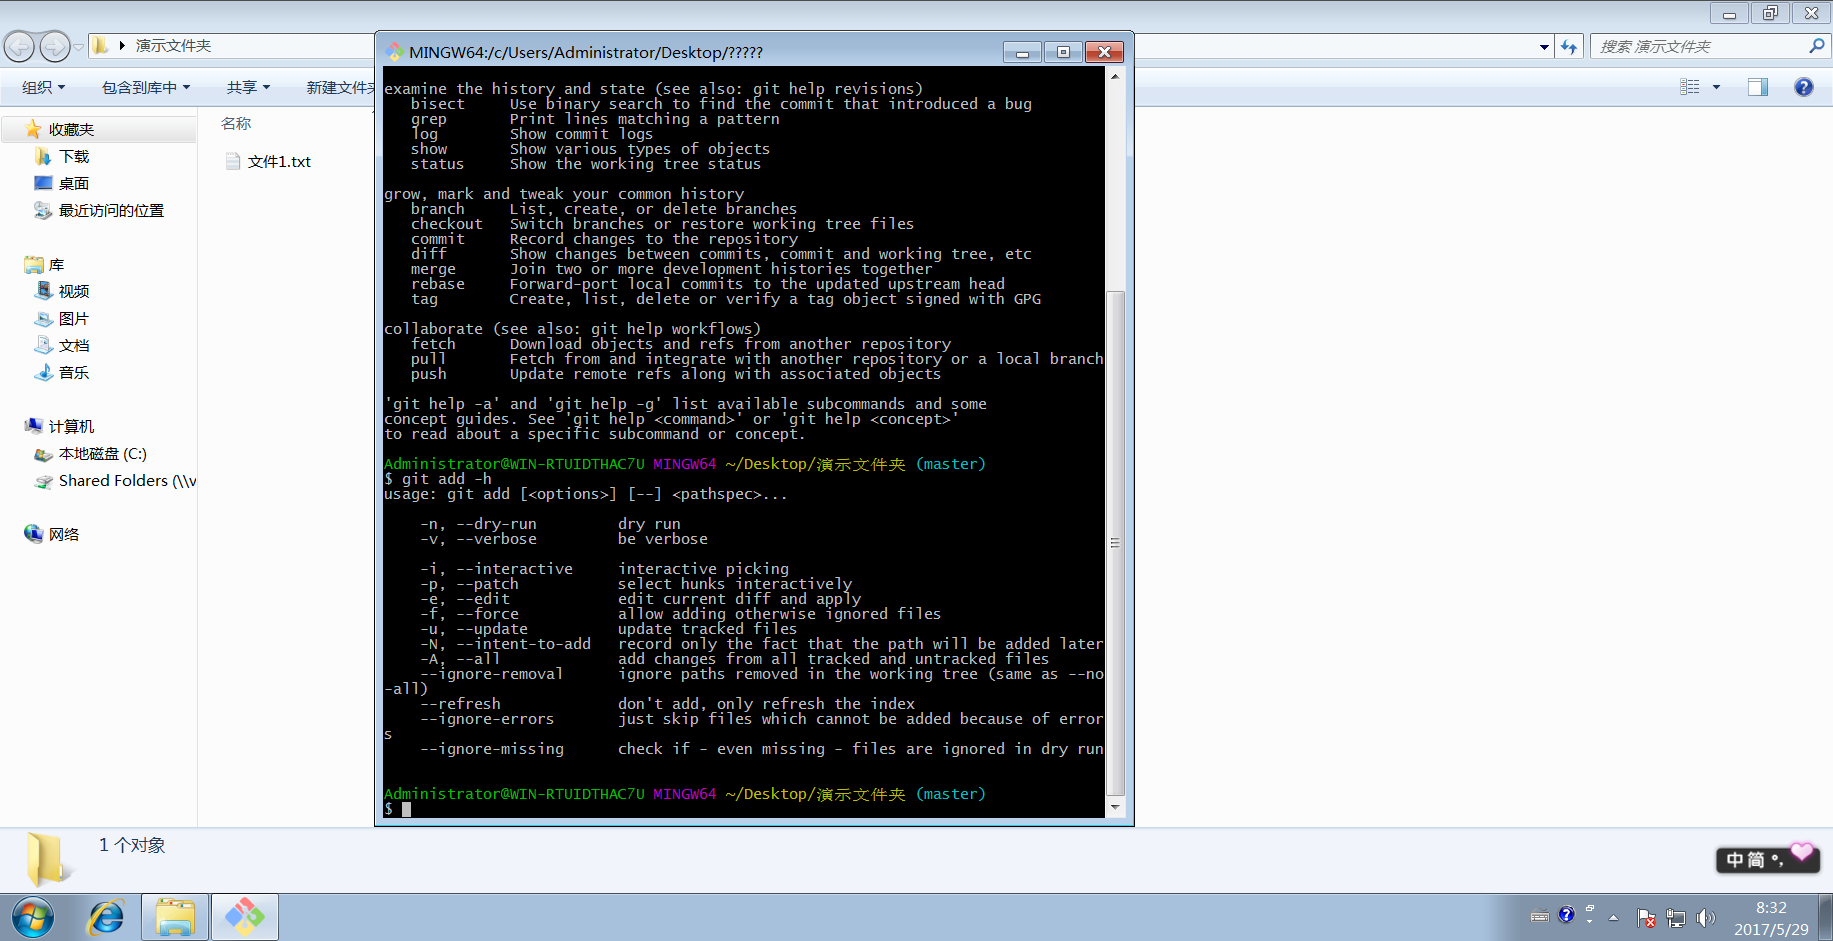 演示文件夹
搜索 演示文件夹
组织
包含到库中
共享
新建文件夹
收藏夹
下载
桌面
最近访问的位置
库
视频
图片
文档
音乐
计算机
本地磁盘 (C:)
Shared Folders (\\v
网络
名称
文件1.txt
MINGW64:/c/Users/Administrator/Desktop/?????
examine the history and state (see also: git help revisions)
bisect Use binary search to find the commit that introduced a bug
grep Print lines matching a pattern
log Show commit logs
show Show various types of objects
status Show the working tree status
grow, mark and tweak your common history
branch List, create, or delete branches
checkout Switch branches or restore working tree files
commit Record changes to the repository
diff Show changes between commits, commit and working tree, etc
merge Join two or more development histories together
rebase Forward-port local commits to the updated upstream head
tag Create, list, delete or verify a tag object signed with GPG
collaborate (see also: git help workflows)
fetch Download objects and refs from another repository
pull Fetch from and integrate with another repository or a local branch
push Update remote refs along with associated objects
'git help -a' and 'git help -g' list available subcommands and some
concept guides. See 'git help <command>' or 'git help <concept>'
to read about a specific subcommand or concept.
Administrator@WIN-RTUIDTHAC7U MINGW64 ~/Desktop/演示文件夹 (master)
$ git add -h
usage: git add [<options>] [--] <pathspec>...
-n, --dry-run dry run
-v, --verbose be verbose
-i, --interactive interactive picking
-p, --patch select hunks interactively
-e, --edit edit current diff and apply
-f, --force allow adding otherwise ignored files
-u, --update update tracked files
-N, --intent-to-add record only the fact that the path will be added later
-A, --all add changes from all tracked and untracked files
--ignore-removal ignore paths removed in the working tree (same as --no
-all)
--refresh don't add, only refresh the index
--ignore-errors just skip files which cannot be added because of error
s
--ignore-missing check if - even missing - files are ignored in dry run
Administrator@WIN-RTUIDTHAC7U MINGW64 ~/Desktop/演示文件夹 (master)
$
1 个对象
中 简 °,
8:32
2017/5/29